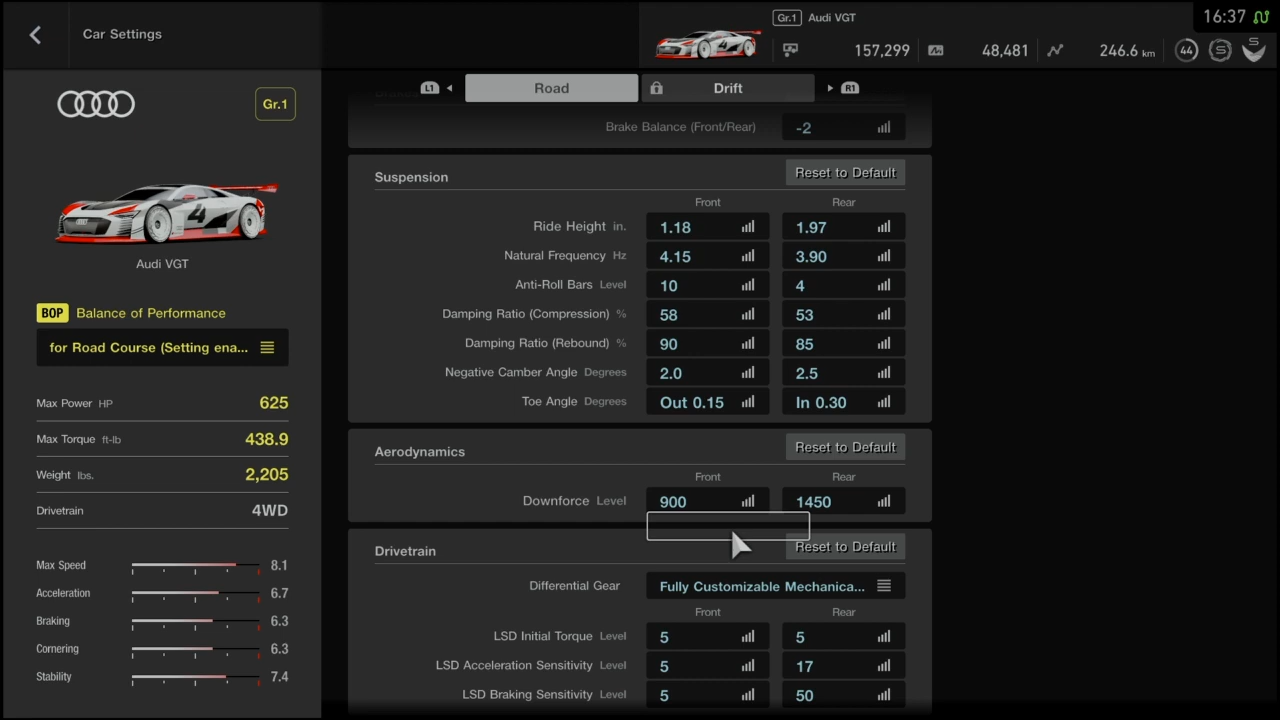 Car Settings
Gr.1 Audi VGT
16:37
157,299 48,481 246.6 km 44 S S
L1 Road Drift R1
Gr.1
Brake Balance (Front/Rear) -2
Suspension Reset to Default
Front Rear
Ride Height in. 1.18 1.97
Natural Frequency Hz 4.15 3.90
Anti-Roll Bars Level 10 4
Damping Ratio (Compression) % 58 53
Damping Ratio (Rebound) % 90 85
Negative Camber Angle Degrees 2.0 2.5
Toe Angle Degrees Out 0.15 In 0.30
Aerodynamics Reset to Default
Front Rear
Downforce Level 900 1450
Drivetrain Reset to Default
Differential Gear Fully Customizable Mechanica...
Front Rear
LSD Initial Torque Level 5 5
LSD Acceleration Sensitivity Level 5 17
LSD Braking Sensitivity Level 5 50
4
Audi VGT
BOP Balance of Performance
for Road Course (Setting ena...
Max Power HP 625
Max Torque ft-lb 438.9
Weight lbs. 2,205
Drivetrain 4WD
Max Speed 8.1
Acceleration 6.7
Braking 6.3
Cornering 6.3
Stability 7.4